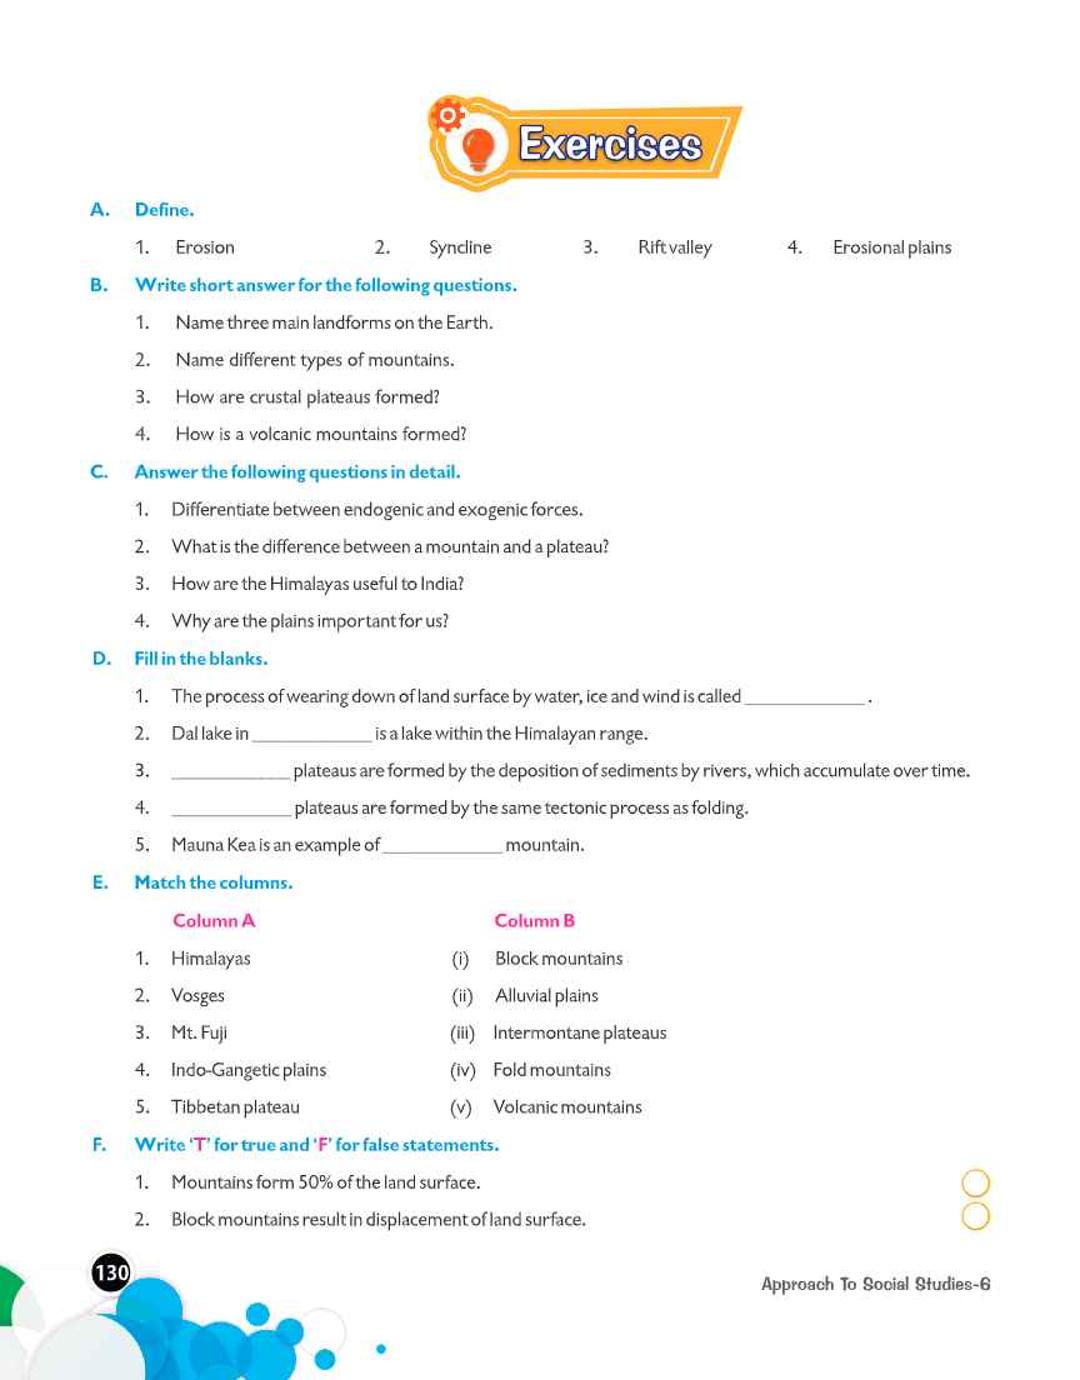 Exercises
A. Define.
1. Erosion 2. Syncline 3. Rift valley 4. Erosional plains
B. Write short answer for the following questions.
1. Name three main landforms on the Earth.
2. Name different types of mountains.
3. How are crustal plateaus formed?
4. How is a volcanic mountains formed?
C. Answer the following questions in detail.
1. Differentiate between endogenic and exogenic forces.
2. What is the difference between a mountain and a plateau?
3. How are the Himalayas useful to India?
4. Why are the plains important for us?
D. Fill in the blanks.
1. The process of wearing down of land surface by water, ice and wind is called ____________.
2. Dal lake in ____________ is a lake within the Himalayan range.
3. ____________ plateaus are formed by the deposition of sediments by rivers, which accumulate over time.
4. ____________ plateaus are formed by the same tectonic process as folding.
5. Mauna Kea is an example of ____________ mountain.
E. Match the columns.
Column A Column B
1. Himalayas (i) Block mountains
2. Vosges (ii) Alluvial plains
3. Mt. Fuji (iii) Intermontane plateaus
4. Indo-Gangetic plains (iv) Fold mountains
5. Tibbetan plateau (v) Volcanic mountains
F. Write 'T' for true and 'F' for false statements.
1. Mountains form 50% of the land surface.
2. Block mountains result in displacement of land surface.
130
Approach To Social Studies-6